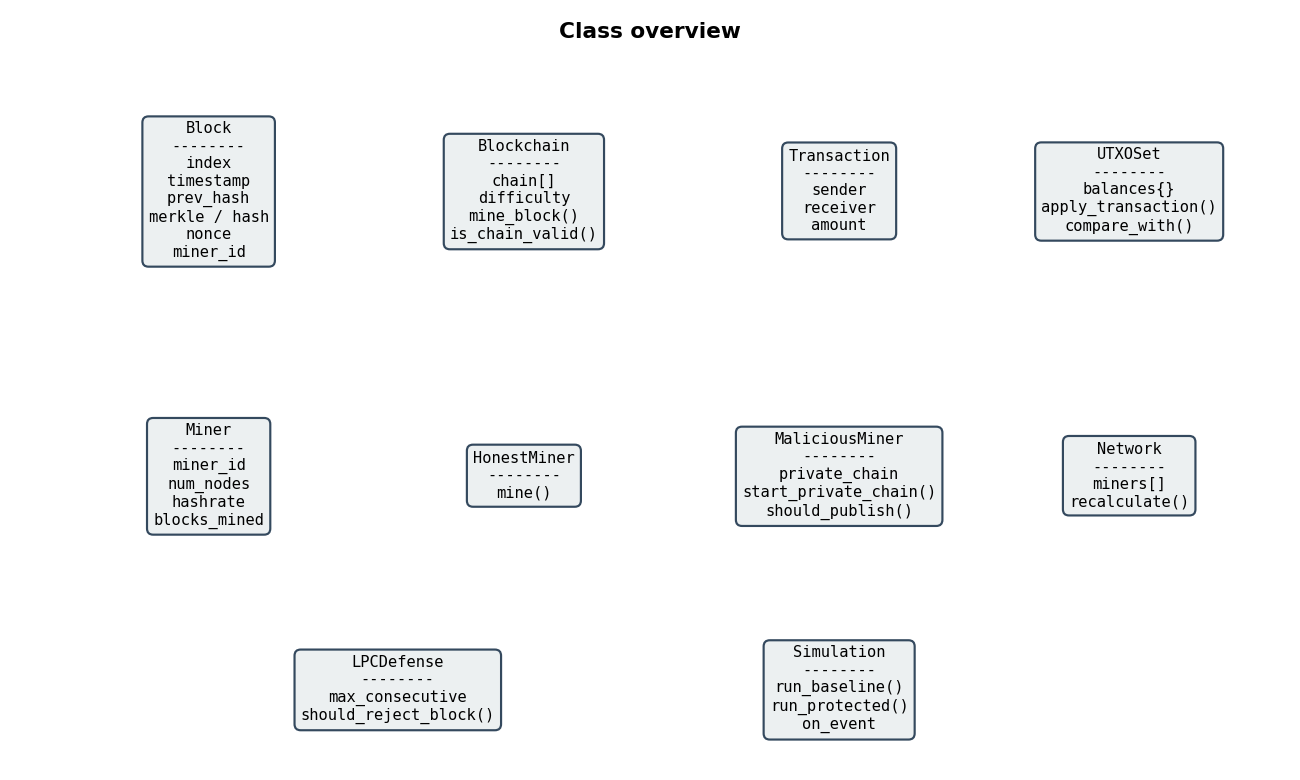 Class overview
Block
--------
index
timestamp
prev_hash
merkle / hash
nonce
miner_id
Blockchain
--------
chain[]
difficulty
mine_block()
is_chain_valid()
Transaction
--------
sender
receiver
amount
UTXOSet
--------
balances{}
apply_transaction()
compare_with()
Miner
--------
miner_id
num_nodes
hashrate
blocks_mined
HonestMiner
--------
mine()
MaliciousMiner
--------
private_chain
start_private_chain()
should_publish()
Network
--------
miners[]
recalculate()
LPCDefense
--------
max_consecutive
should_reject_block()
Simulation
--------
run_baseline()
run_protected()
on_event